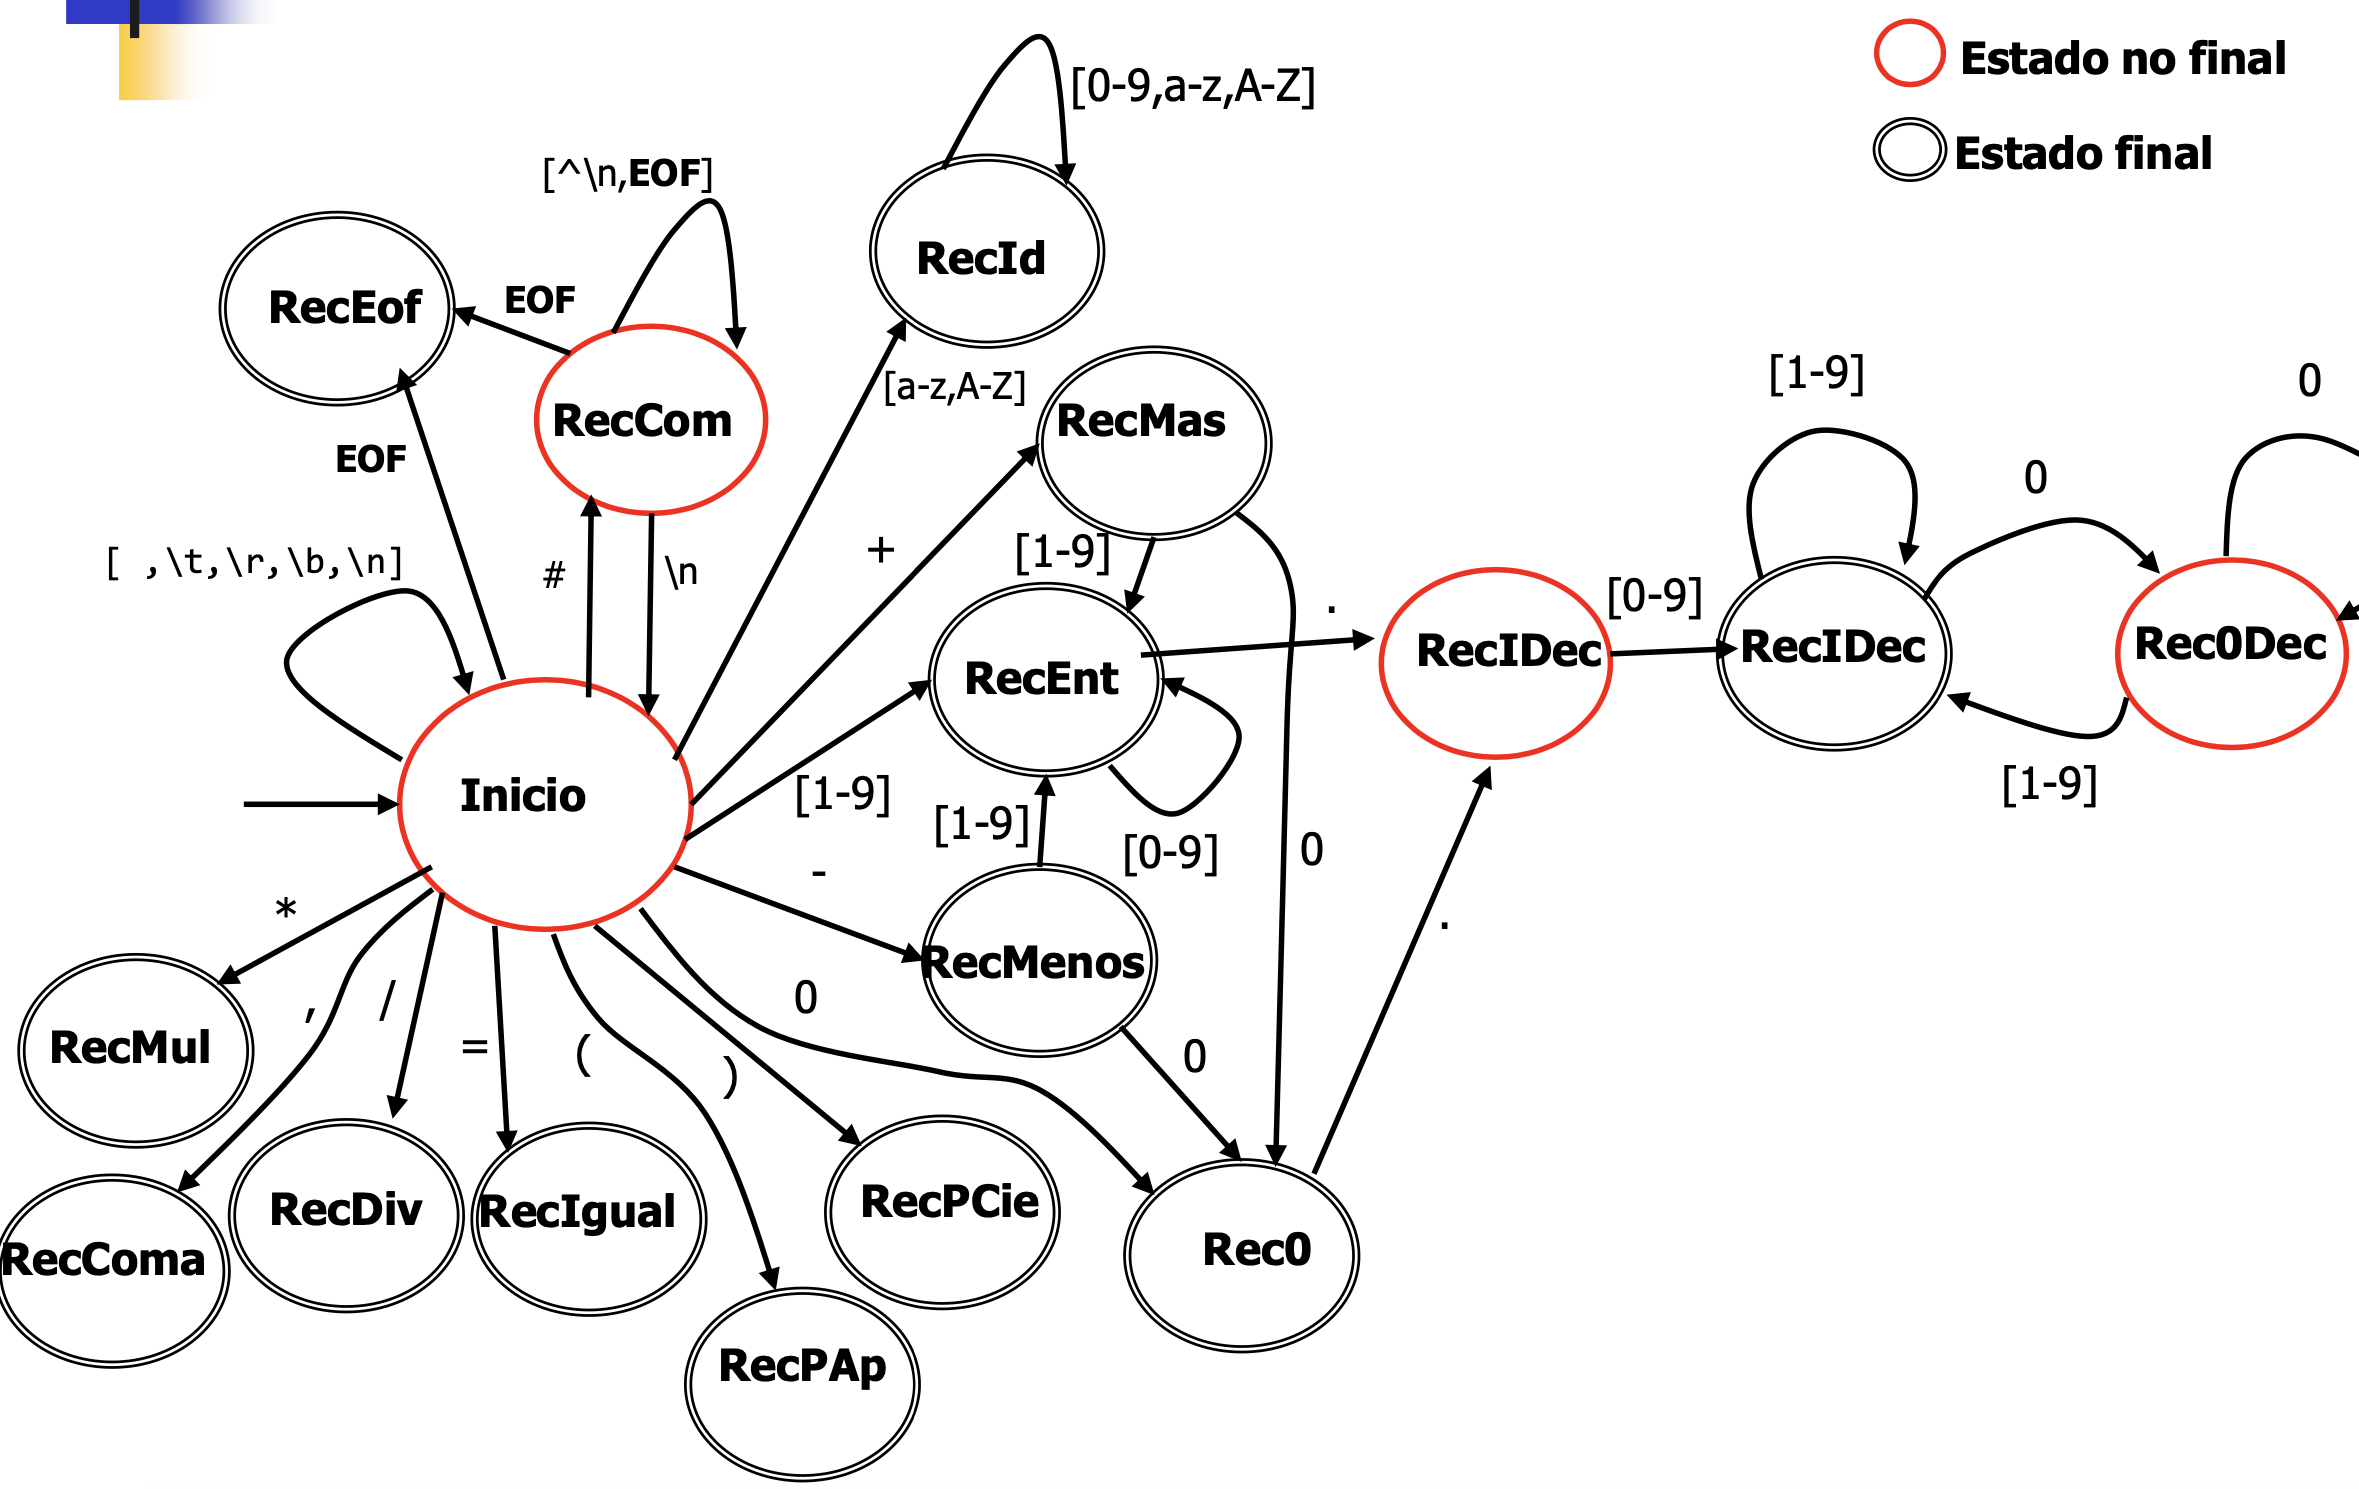 Estado no final
Estado final
[0-9,a-z,A-Z]
[^\n,EOF]
RecId
RecEof
EOF
RecCom
[a-z,A-Z]
RecMas
[1-9]
0
EOF
0
[ ,\t,\r,\b,\n]
#
\n
+
[1-9]
.
[0-9]
RecEnt
RecIDec
RecIDec
Rec0Dec
Inicio
[1-9]
[1-9]
[0-9]
0
[1-9]
-
*
.
RecMenos
,
/
=
(
)
0
0
RecMul
RecComa
RecDiv
RecIgual
RecPCie
Rec0
RecPAp